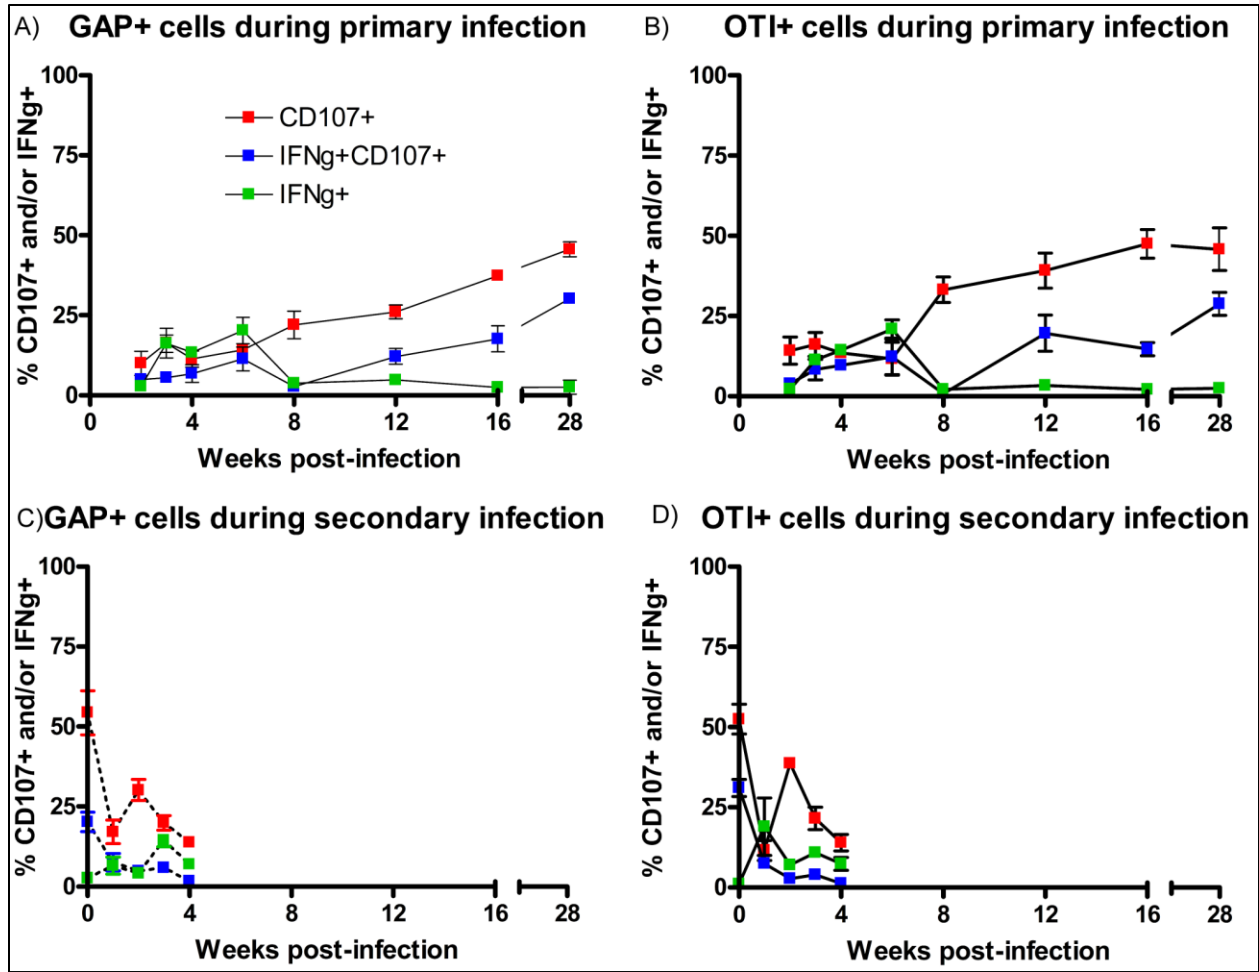 A) GAP+ cells during primary infection
% CD107+ and/or IFNg+
100
75
50
25
0
CD107+
IFNg+CD107+
IFNg+
0 4 8 12 16 28
Weeks post-infection
B) OTI+ cells during primary infection
% CD107+ and/or IFNg+
100
75
50
25
0
0 4 8 12 16 28
Weeks post-infection
C) GAP+ cells during secondary infection
% CD107+ and/or IFNg+
100
75
50
25
0
0 4 8 12 16 28
Weeks post-infection
D) OTI+ cells during secondary infection
% CD107+ and/or IFNg+
100
75
50
25
0
0 4 8 12 16 28
Weeks post-infection